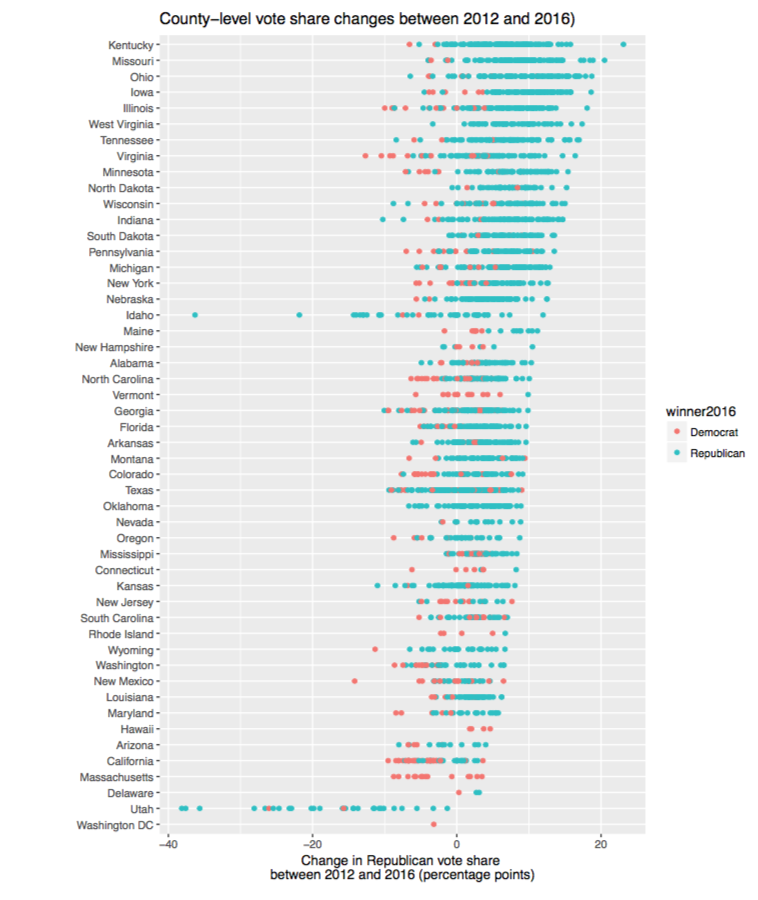 County-level vote share changes between 2012 and 2016)
Kentucky
Missouri
Ohio
Iowa
Illinois
West Virginia
Tennessee
Virginia
Minnesota
North Dakota
Wisconsin
Indiana
South Dakota
Pennsylvania
Michigan
New York
Nebraska
Idaho
Maine
New Hampshire
Alabama
North Carolina
Vermont
Georgia
Florida
Arkansas
Montana
Colorado
Texas
Oklahoma
Nevada
Oregon
Mississippi
Connecticut
Kansas
New Jersey
South Carolina
Rhode Island
Wyoming
Washington
New Mexico
Louisiana
Maryland
Hawaii
Arizona
California
Massachusetts
Delaware
Utah
Washington DC
−40 −20 0 20
Change in Republican vote share
between 2012 and 2016 (percentage points)
winner2016
Democrat
Republican